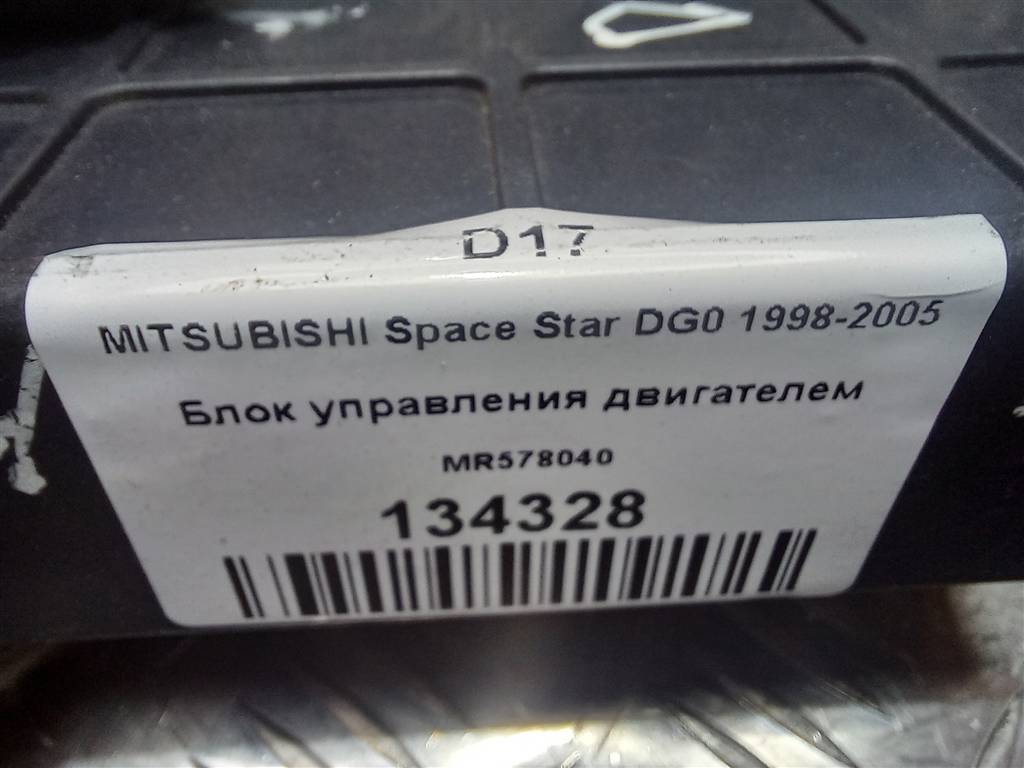 D17
MITSUBISHI Space Star DG0 1998-2005
Блок управления двигателем
MR578040
134328